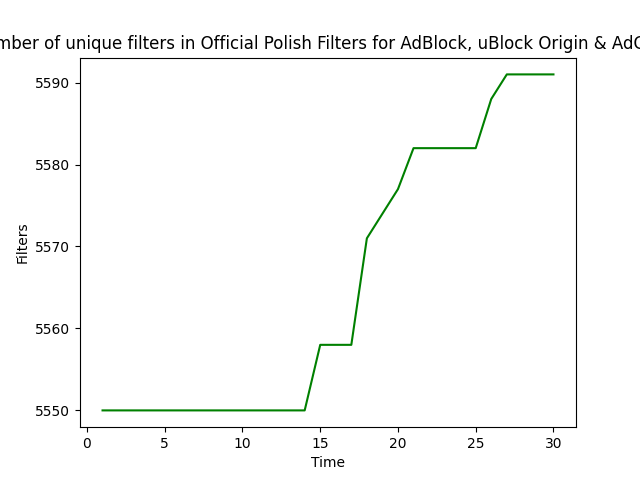 mber of unique filters in Official Polish Filters for AdBlock, uBlock Origin & AdG
5590
5580
5570
5560
5550
Filters
0 5 10 15 20 25 30
Time